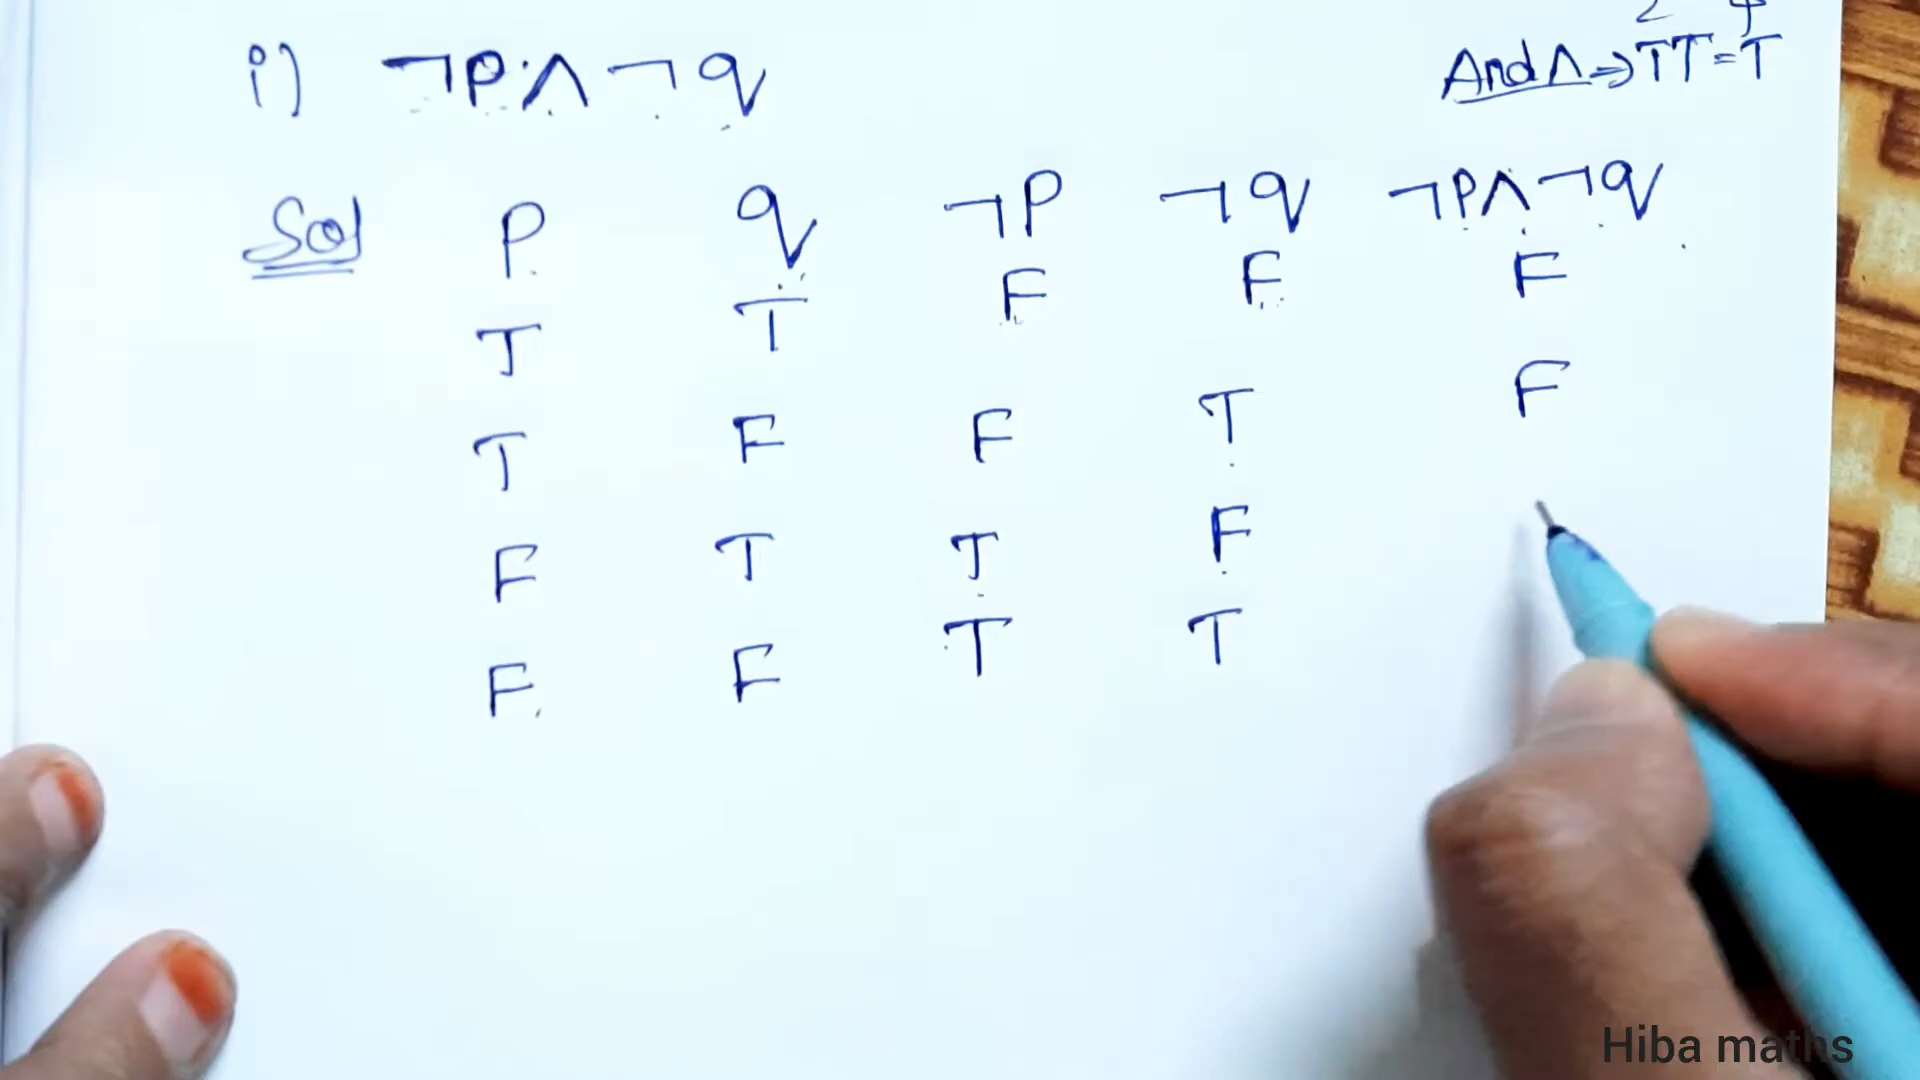 i) ¬P ∧ ¬q
And ∧ ⇒ TT = T
Sol P q ¬P ¬q ¬P∧¬q
T T F F F
T F F T F
F T T F
F F T T
Hiba maths